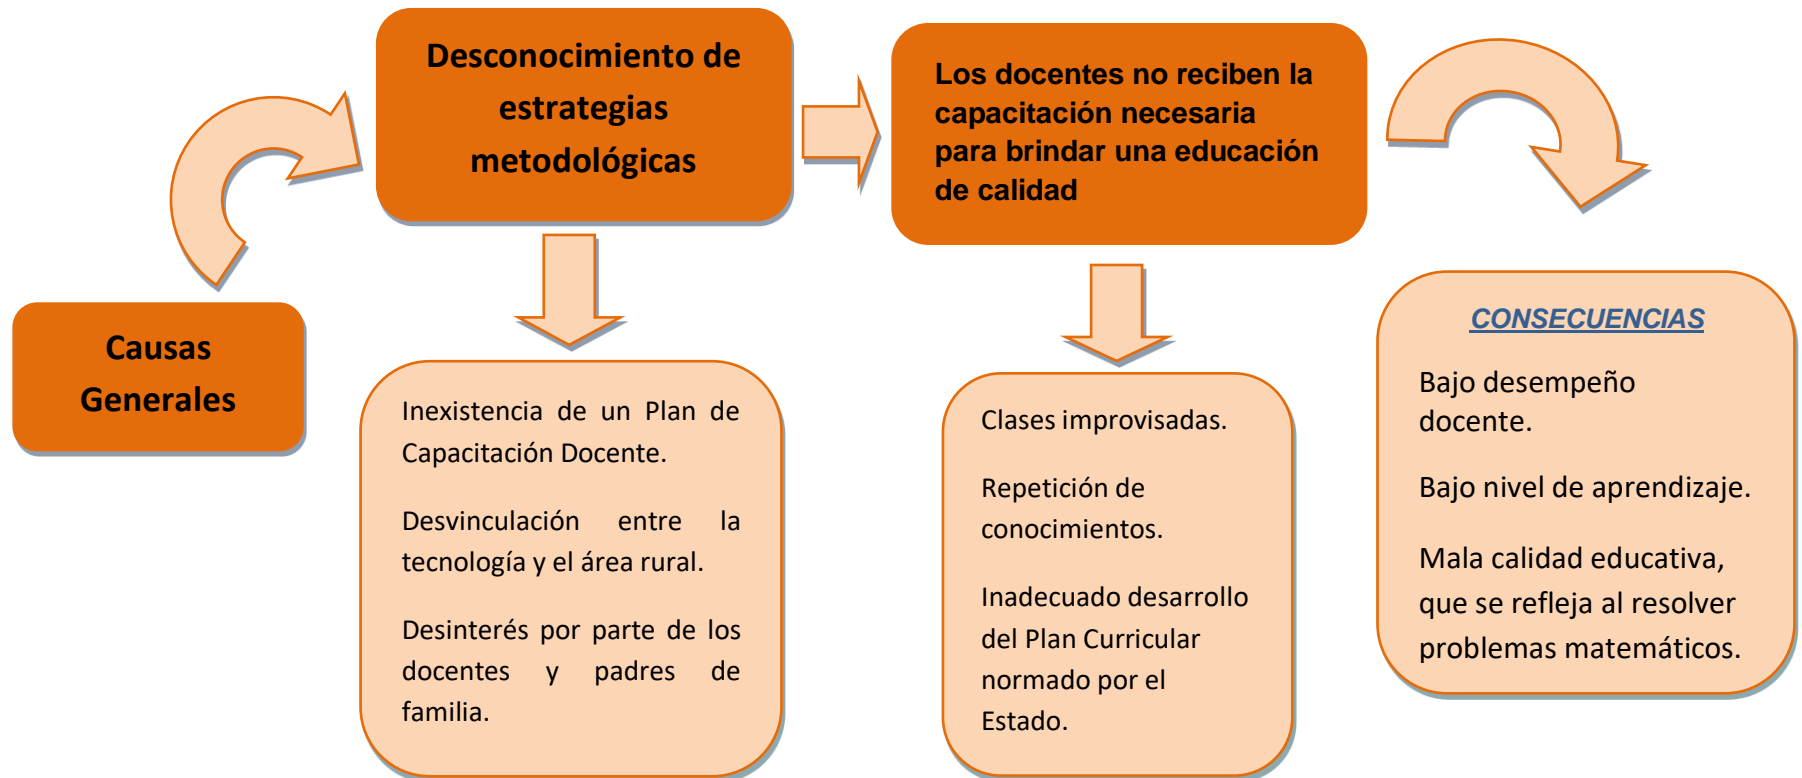 Causas
Generales
Desconocimiento de
estrategias
metodológicas
Inexistencia de un Plan de
Capacitación Docente.
Desvinculación entre la
tecnología y el área rural.
Desinterés por parte de los
docentes y padres de
familia.
Los docentes no reciben la
capacitación necesaria
para brindar una educación
de calidad
Clases improvisadas.
Repetición de
conocimientos.
Inadecuado desarrollo
del Plan Curricular
normado por el
Estado.
CONSECUENCIAS
Bajo desempeño
docente.
Bajo nivel de aprendizaje.
Mala calidad educativa,
que se refleja al resolver
problemas matemáticos.